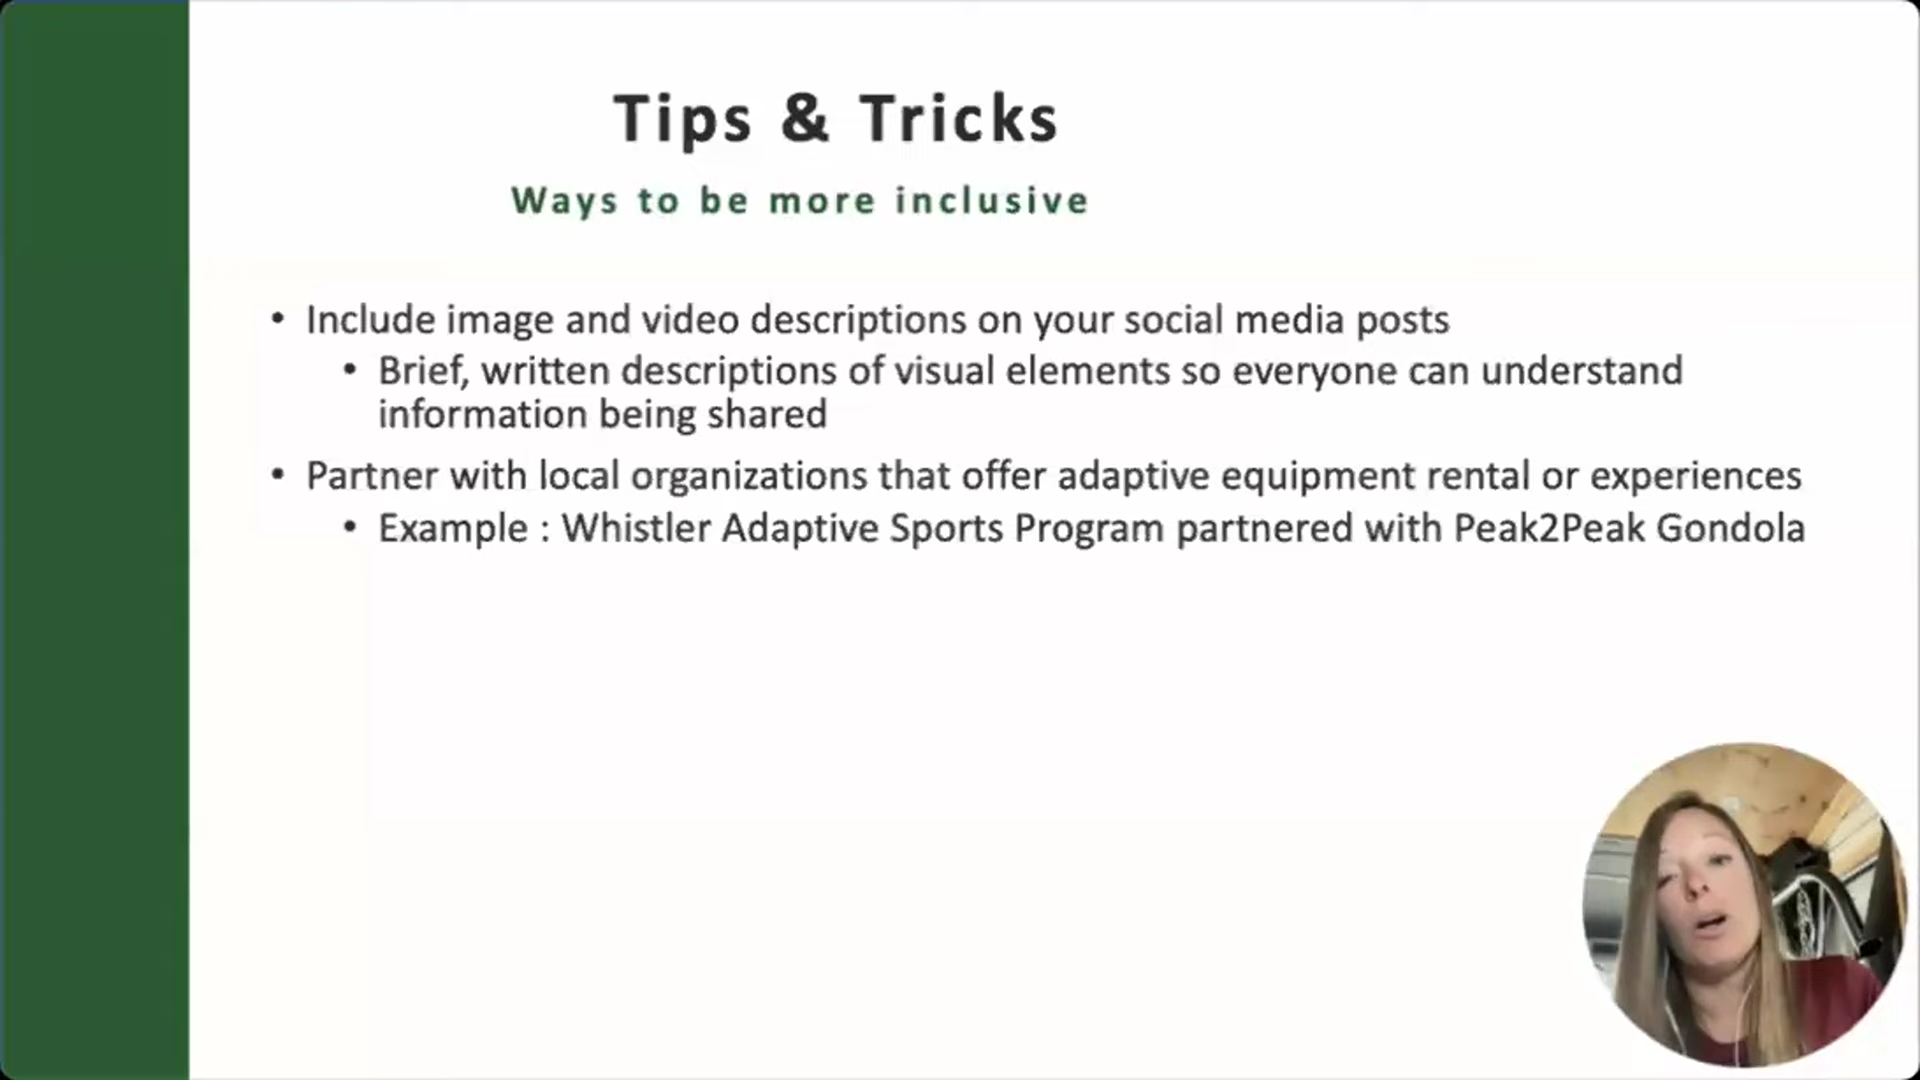 Tips & Tricks
Ways to be more inclusive
• Include image and video descriptions on your social media posts
• Brief, written descriptions of visual elements so everyone can understand
information being shared
• Partner with local organizations that offer adaptive equipment rental or experiences
• Example : Whistler Adaptive Sports Program partnered with Peak2Peak Gondola